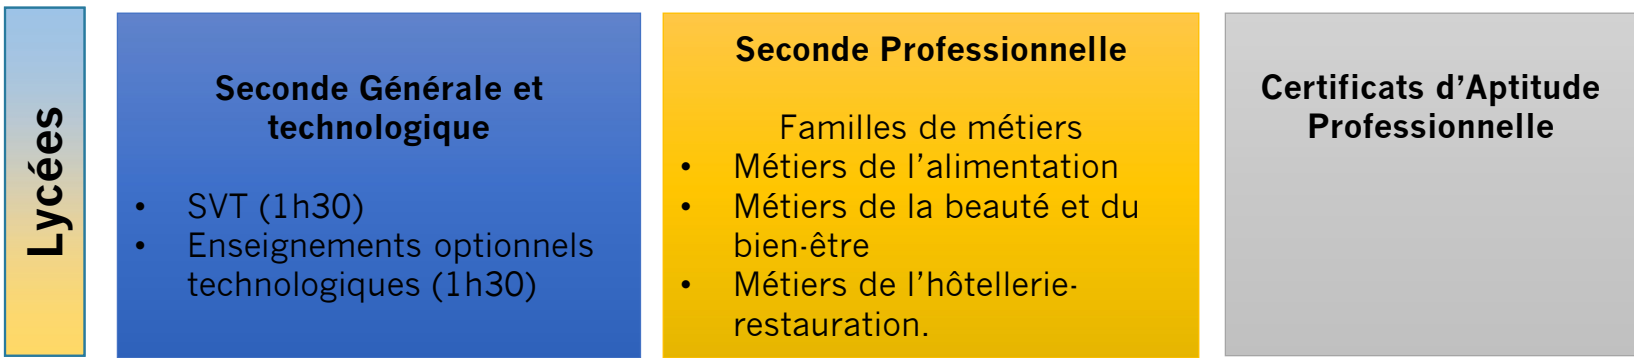 Lycées
Seconde Générale et
technologique
• SVT (1h30)
• Enseignements optionnels
technologiques (1h30)
Seconde Professionnelle
Familles de métiers
• Métiers de l’alimentation
• Métiers de la beauté et du
bien-être
• Métiers de l’hôtellerie-
restauration.
Certificats d’Aptitude
Professionnelle